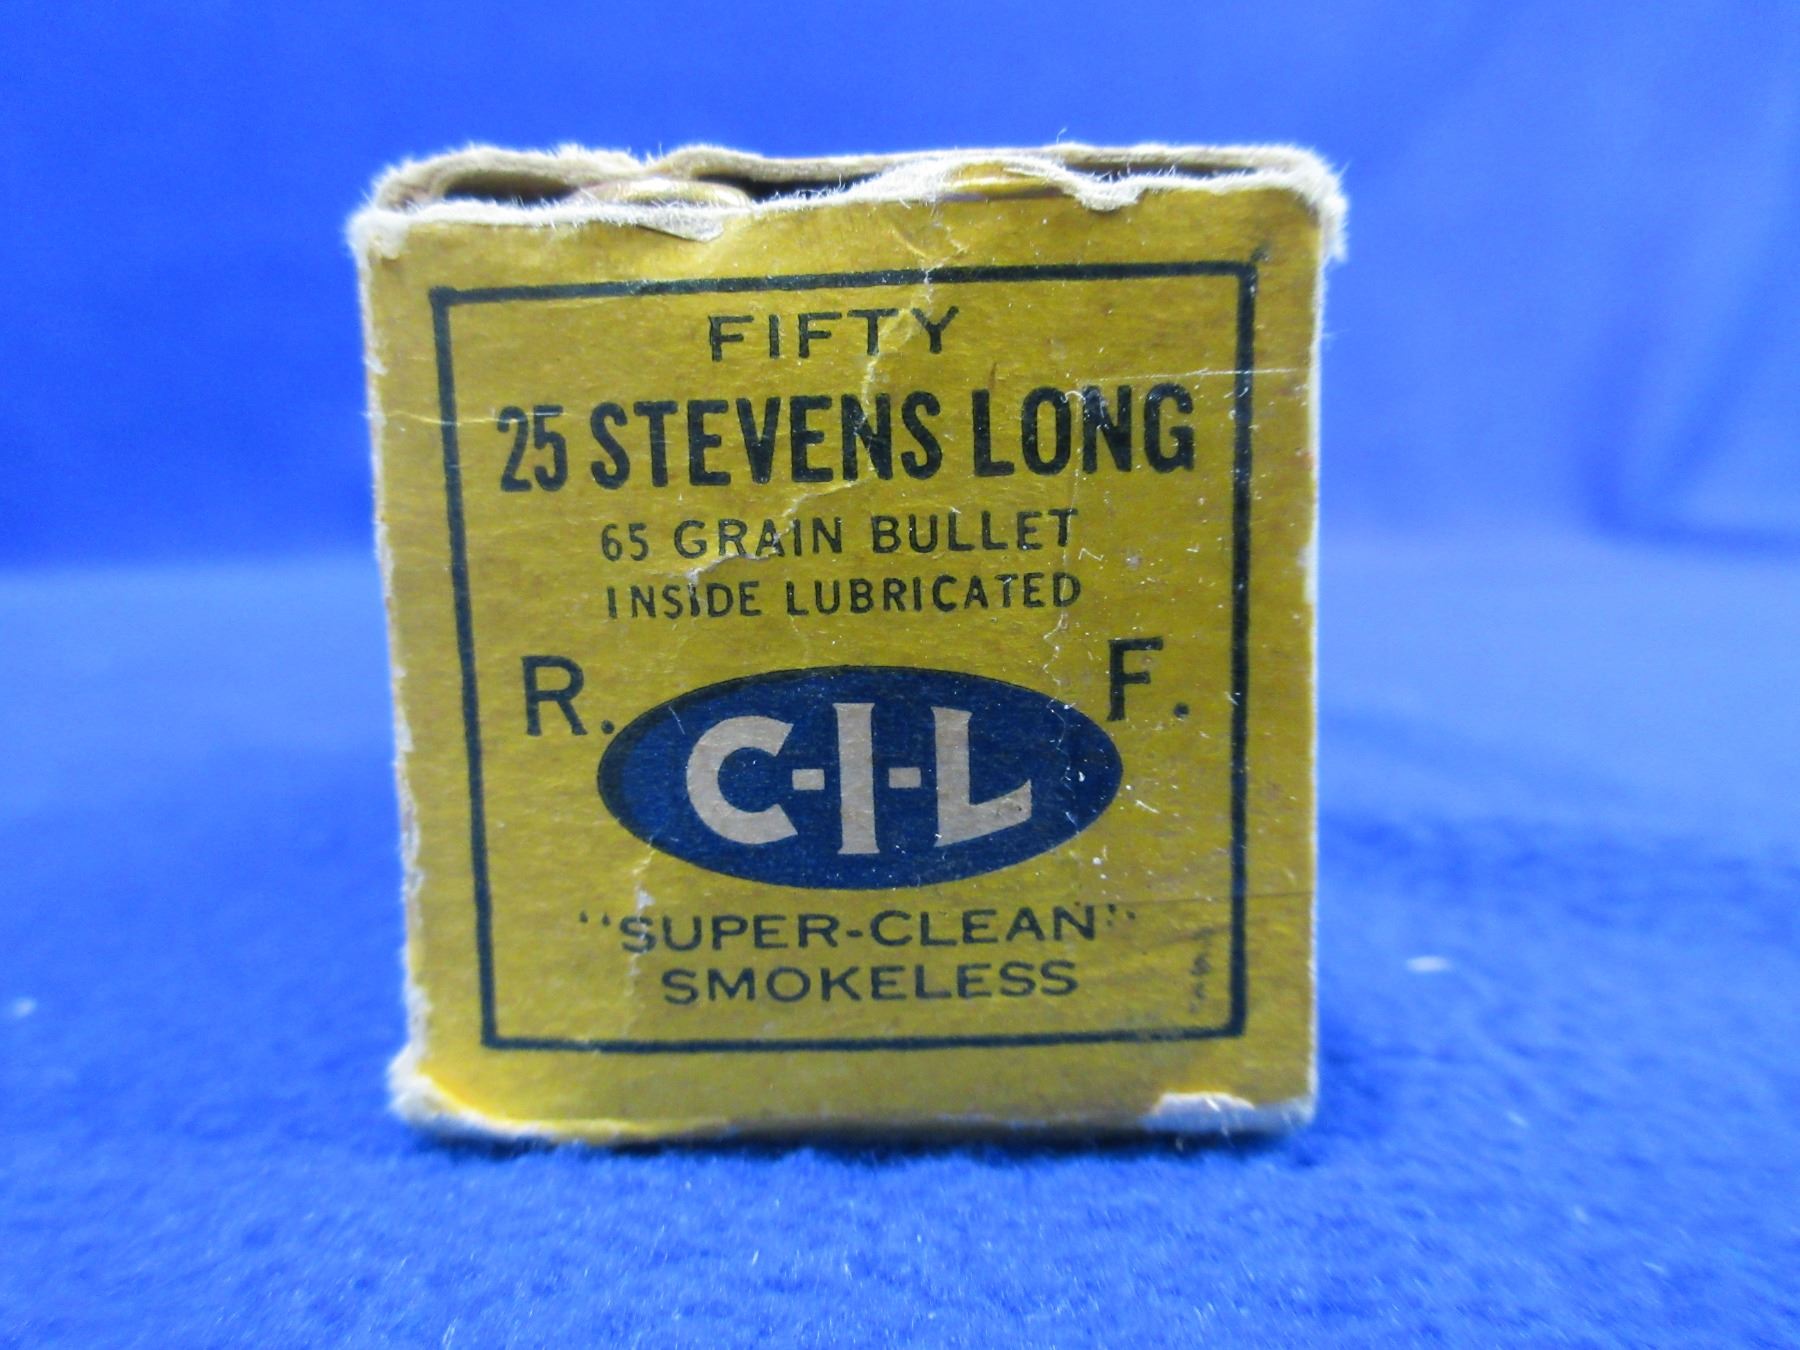 FIFTY
25 STEVENS LONG
65 GRAIN BULLET
INSIDE LUBRICATED
R. F.
C-I-L
"SUPER-CLEAN"
SMOKELESS